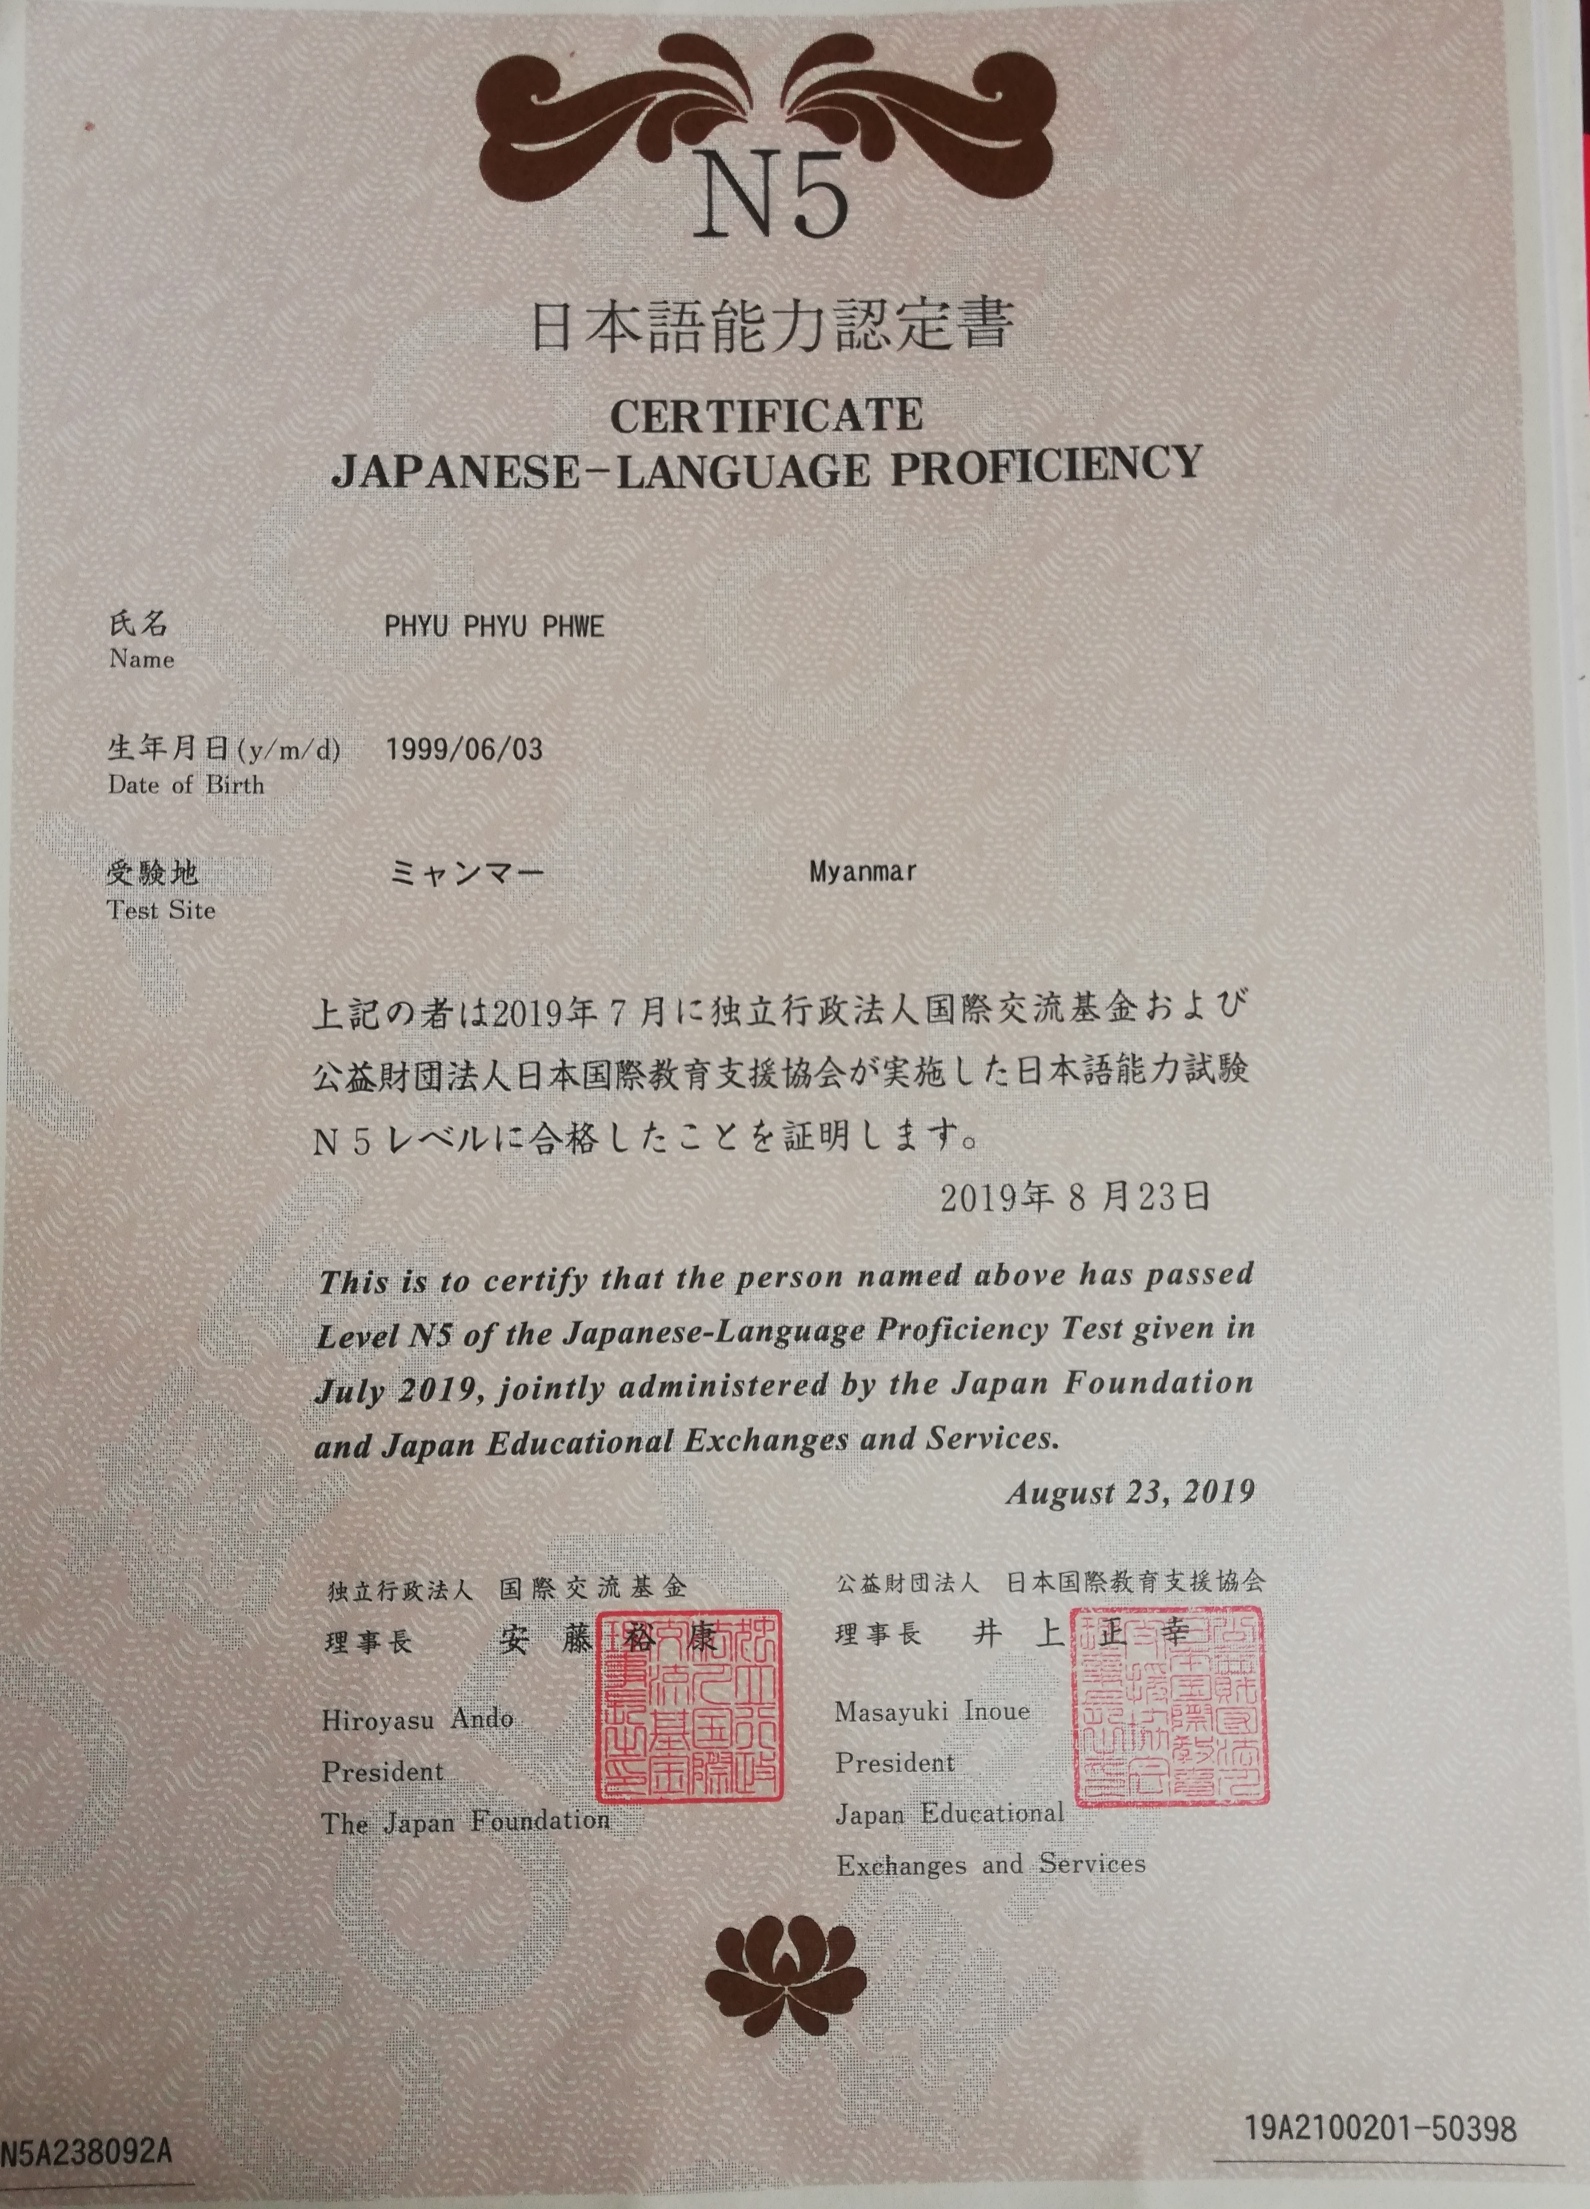 N5
日本語能力認定書
CERTIFICATE
JAPANESE-LANGUAGE PROFICIENCY
氏名 PHYU PHYU PHWE
Name
生年月日(y/m/d) 1999/06/03
Date of Birth
受験地 ミャンマー Myanmar
Test Site
上記の者は2019年7月に独立行政法人国際交流基金および
公益財団法人日本国際教育支援協会が実施した日本語能力試験
N5レベルに合格したことを証明します。
2019年8月23日
This is to certify that the person named above has passed
Level N5 of the Japanese-Language Proficiency Test given in
July 2019, jointly administered by the Japan Foundation
and Japan Educational Exchanges and Services.
August 23, 2019
独立行政法人 国際交流基金
理事長 安藤裕康
Hiroyasu Ando
President
The Japan Foundation
公益財団法人 日本国際教育支援協会
理事長 井上正幸
Masayuki Inoue
President
Japan Educational
Exchanges and Services
N5A238092A
19A2100201-50398